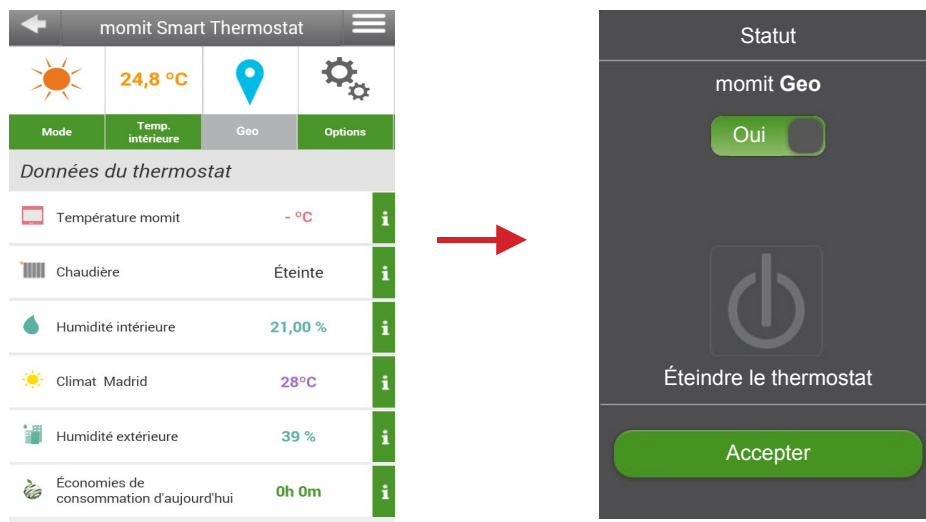 momit Smart Thermostat
24,8 ºC
Mode
Temp.
intérieure
Geo
Options
Données du thermostat
Température momit - ºC i
Chaudière Éteinte i
Humidité intérieure 21,00 % i
Climat Madrid 28ºC i
Humidité extérieure 39 % i
Économies de
consommation d'aujourd'hui 0h 0m i
Statut
momit Geo
Oui
Éteindre le thermostat
Accepter